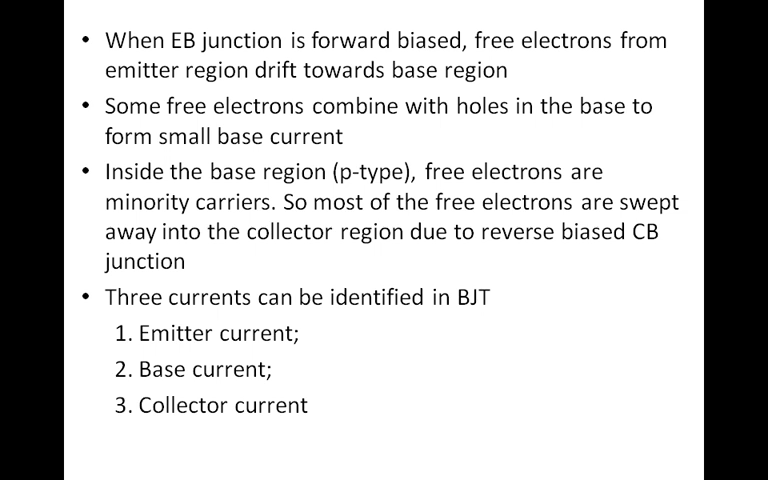 • When EB junction is forward biased, free electrons from
emitter region drift towards base region
• Some free electrons combine with holes in the base to
form small base current
• Inside the base region (p-type), free electrons are
minority carriers. So most of the free electrons are swept
away into the collector region due to reverse biased CB
junction
• Three currents can be identified in BJT
1. Emitter current;
2. Base current;
3. Collector current